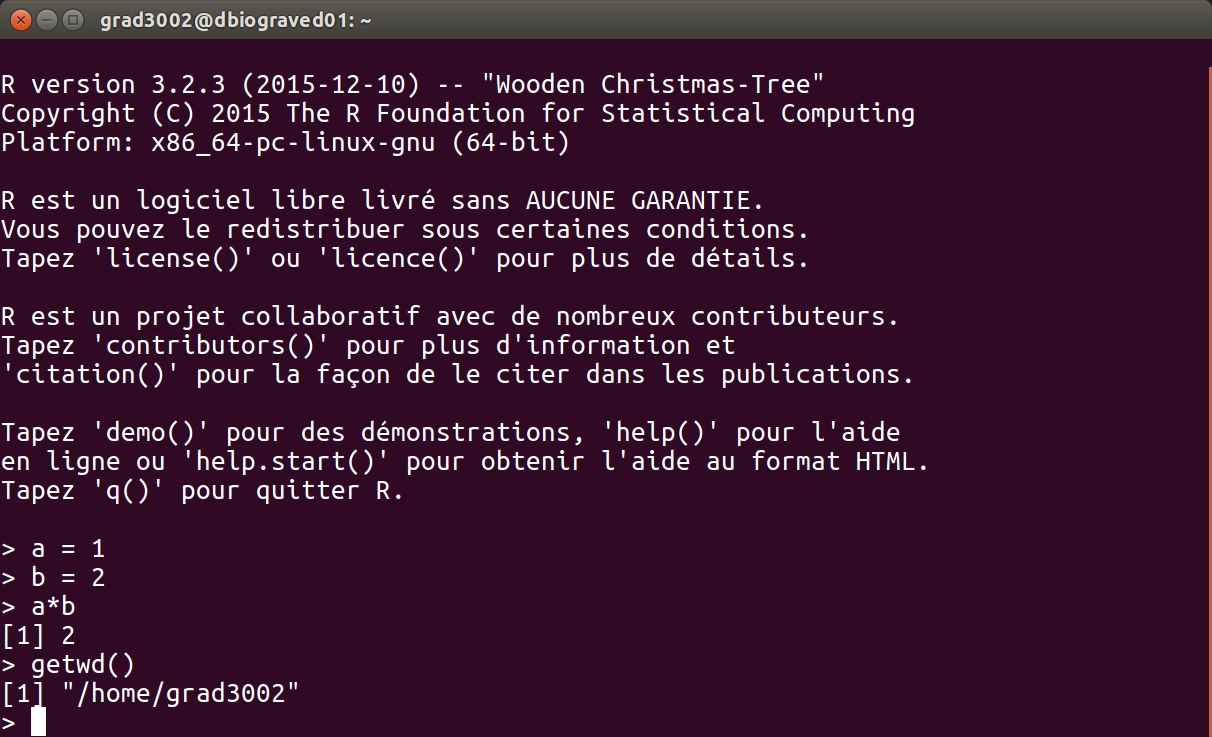 grad3002@dbiograved01: ~
R version 3.2.3 (2015-12-10) -- "Wooden Christmas-Tree"
Copyright (C) 2015 The R Foundation for Statistical Computing
Platform: x86_64-pc-linux-gnu (64-bit)
R est un logiciel libre livré sans AUCUNE GARANTIE.
Vous pouvez le redistribuer sous certaines conditions.
Tapez 'license()' ou 'licence()' pour plus de détails.
R est un projet collaboratif avec de nombreux contributeurs.
Tapez 'contributors()' pour plus d'information et
'citation()' pour la façon de le citer dans les publications.
Tapez 'demo()' pour des démonstrations, 'help()' pour l'aide
en ligne ou 'help.start()' pour obtenir l'aide au format HTML.
Tapez 'q()' pour quitter R.
> a = 1
> b = 2
> a*b
[1] 2
> getwd()
[1] "/home/grad3002"
>